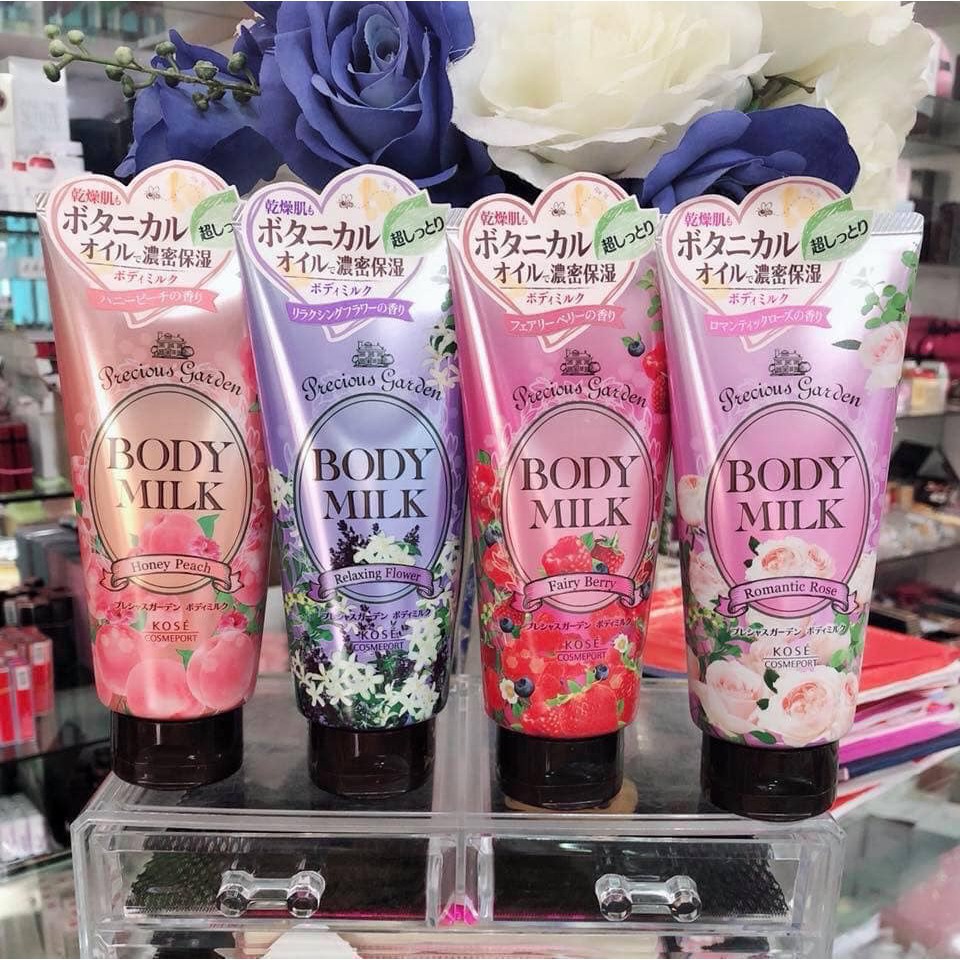 乾燥肌も
ボタニカル
超しっとり
オイルで濃密保湿
ボディミルク
ハニーピーチの香り
Precious Garden
BODY
MILK
Honey Peach
プレシャスガーデン ボディミルク
KOSÉ
COSMEPORT
乾燥肌も
ボタニカル
超しっとり
オイルで濃密保湿
ボディミルク
リラクシングフラワーの香り
Precious Garden
BODY
MILK
Relaxing Flower
プレシャスガーデン ボディミルク
KOSÉ
COSMEPORT
乾燥肌も
ボタニカル
超しっとり
オイルで濃密保湿
ボディミルク
フェアリーベリーの香り
Precious Garden
BODY
MILK
Fairy Berry
プレシャスガーデン ボディミルク
KOSÉ
COSMEPORT
乾燥肌も
ボタニカル
超しっとり
オイルで濃密保湿
ボディミルク
ロマンティックローズの香り
Precious Garden
BODY
MILK
Romantic Rose
プレシャスガーデン ボディミルク
KOSÉ
COSMEPORT